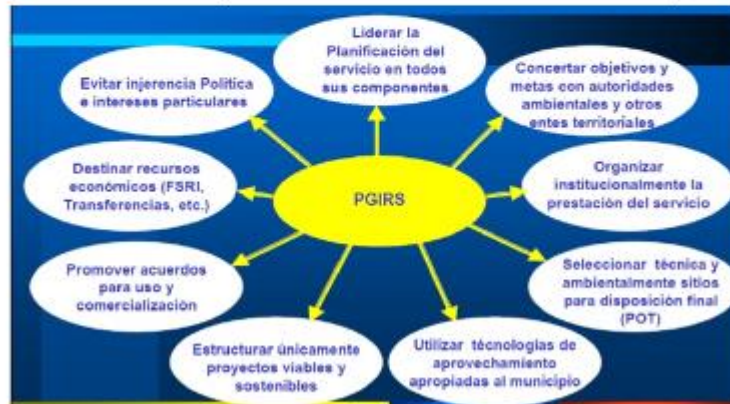 Liderar la
Planificación del
servicio en todos
sus componentes
Evitar injerencia Política
e intereses particulares
Concertar objetivos y
metas con autoridades
ambientales y otros
entes territoriales
Destinar recursos
económicos (FSRI,
Transferencias, etc.)
PGIRS
Organizar
institucionalmente la
prestación del servicio
Promover acuerdos
para uso y
comercialización
Seleccionar técnica y
ambientalmente sitios
para disposición final
(POT)
Estructurar únicamente
proyectos viables y
sostenibles
Utilizar técnologías de
aprovechamiento
apropiadas al municipio